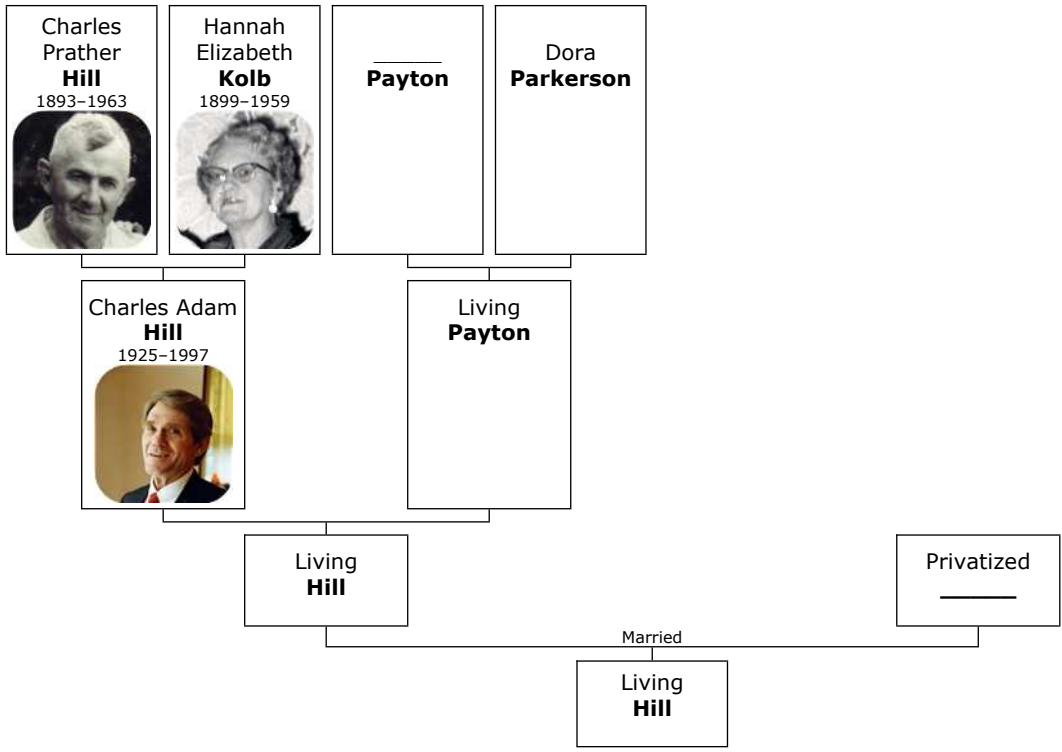 Charles
Prather
Hill
1893–1963
Hannah
Elizabeth
Kolb
1899–1959
_____
Payton
Dora
Parkerson
Charles Adam
Hill
1925–1997
Living
Payton
Living
Hill
Privatized
_____
Married
Living
Hill